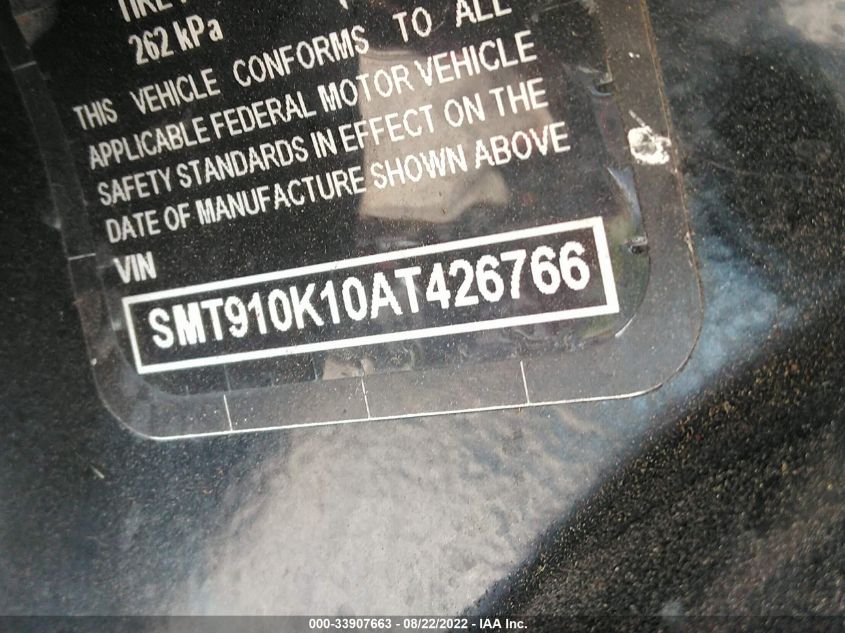 262 kPa
THIS VEHICLE CONFORMS TO ALL
APPLICABLE FEDERAL MOTOR VEHICLE
SAFETY STANDARDS IN EFFECT ON THE
DATE OF MANUFACTURE SHOWN ABOVE
VIN
SMT910K10AT426766
000-33907663 - 08/22/2022 - IAA Inc.